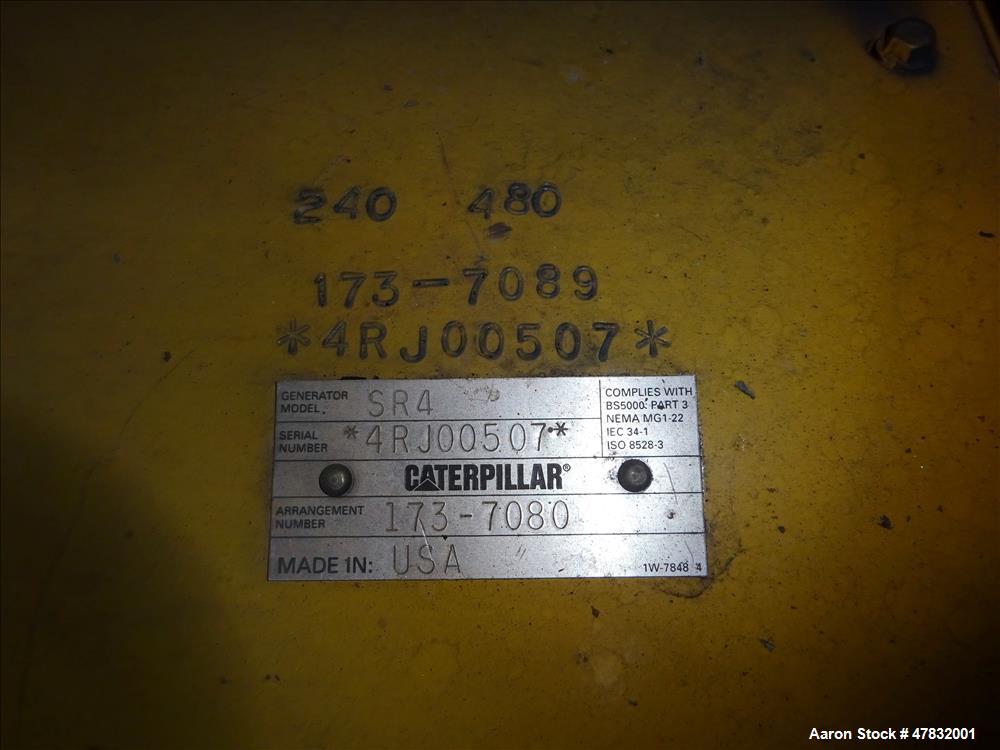 240 480
173-7089
*4RJ00507*
GENERATOR MODEL. SR4
SERIAL NUMBER *4RJ00507*
COMPLIES WITH
BS5000. PART 3
NEMA MG1-22
IEC 34-1
ISO 8528-3
CATERPILLAR®
ARRANGEMENT NUMBER 173-7080
MADE IN: USA
1W-7848 4
Aaron Stock # 47832001